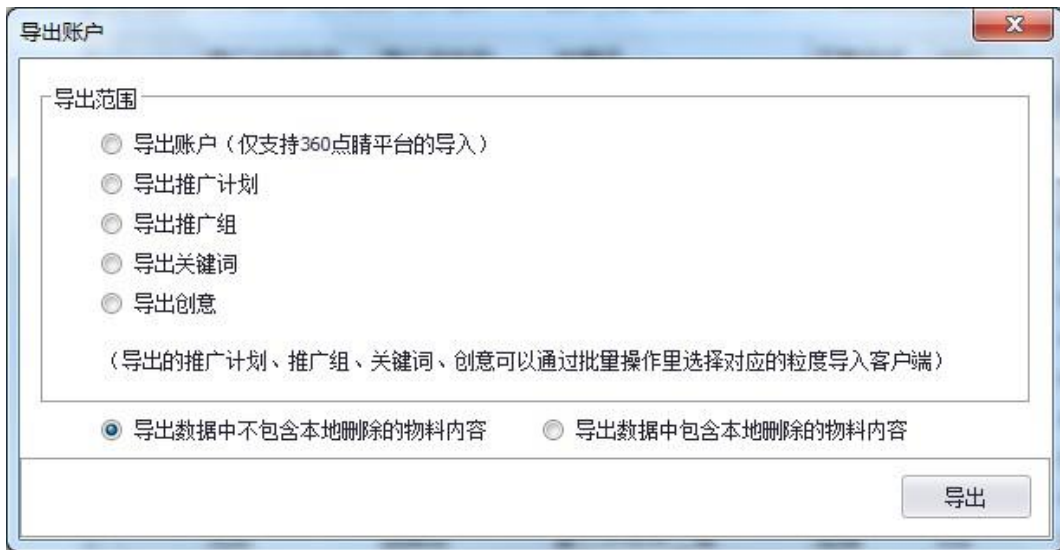 导出账户
导出范围
导出账户（仅支持360点睛平台的导入）
导出推广计划
导出推广组
导出关键词
导出创意
（导出的推广计划、推广组、关键词、创意可以通过批量操作里选择对应的粒度导入客户端）
导出数据中不包含本地删除的物料内容 导出数据中包含本地删除的物料内容
导出